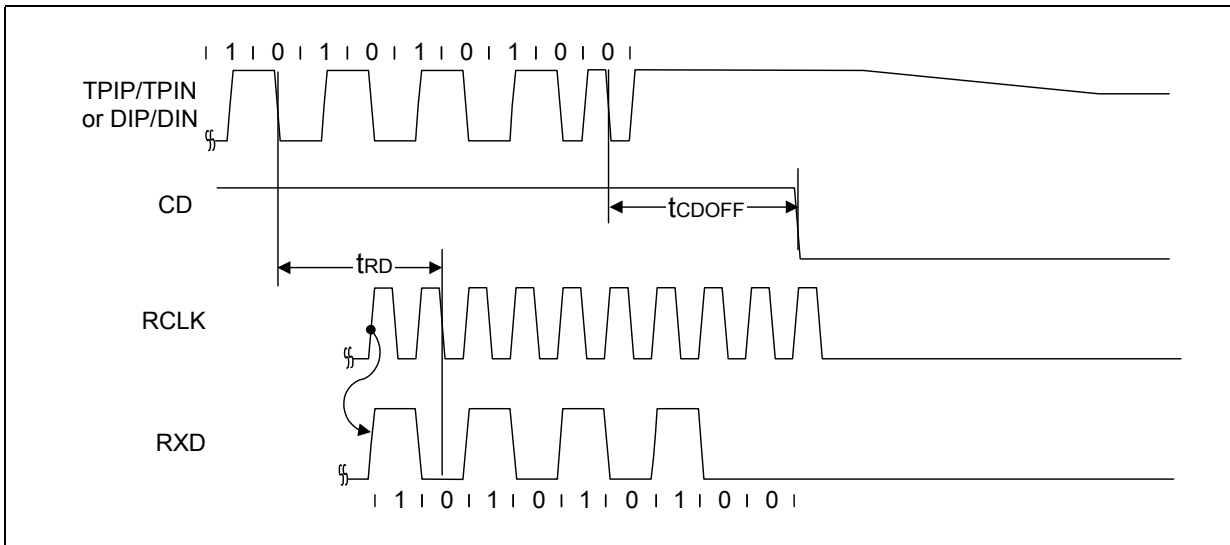 1 0 1 0 1 0 1 0 0
TPIP/TPIN
or DIP/DIN
CD
tCDOFF
tRD
RCLK
RXD
1 0 1 0 1 0 1 0 0